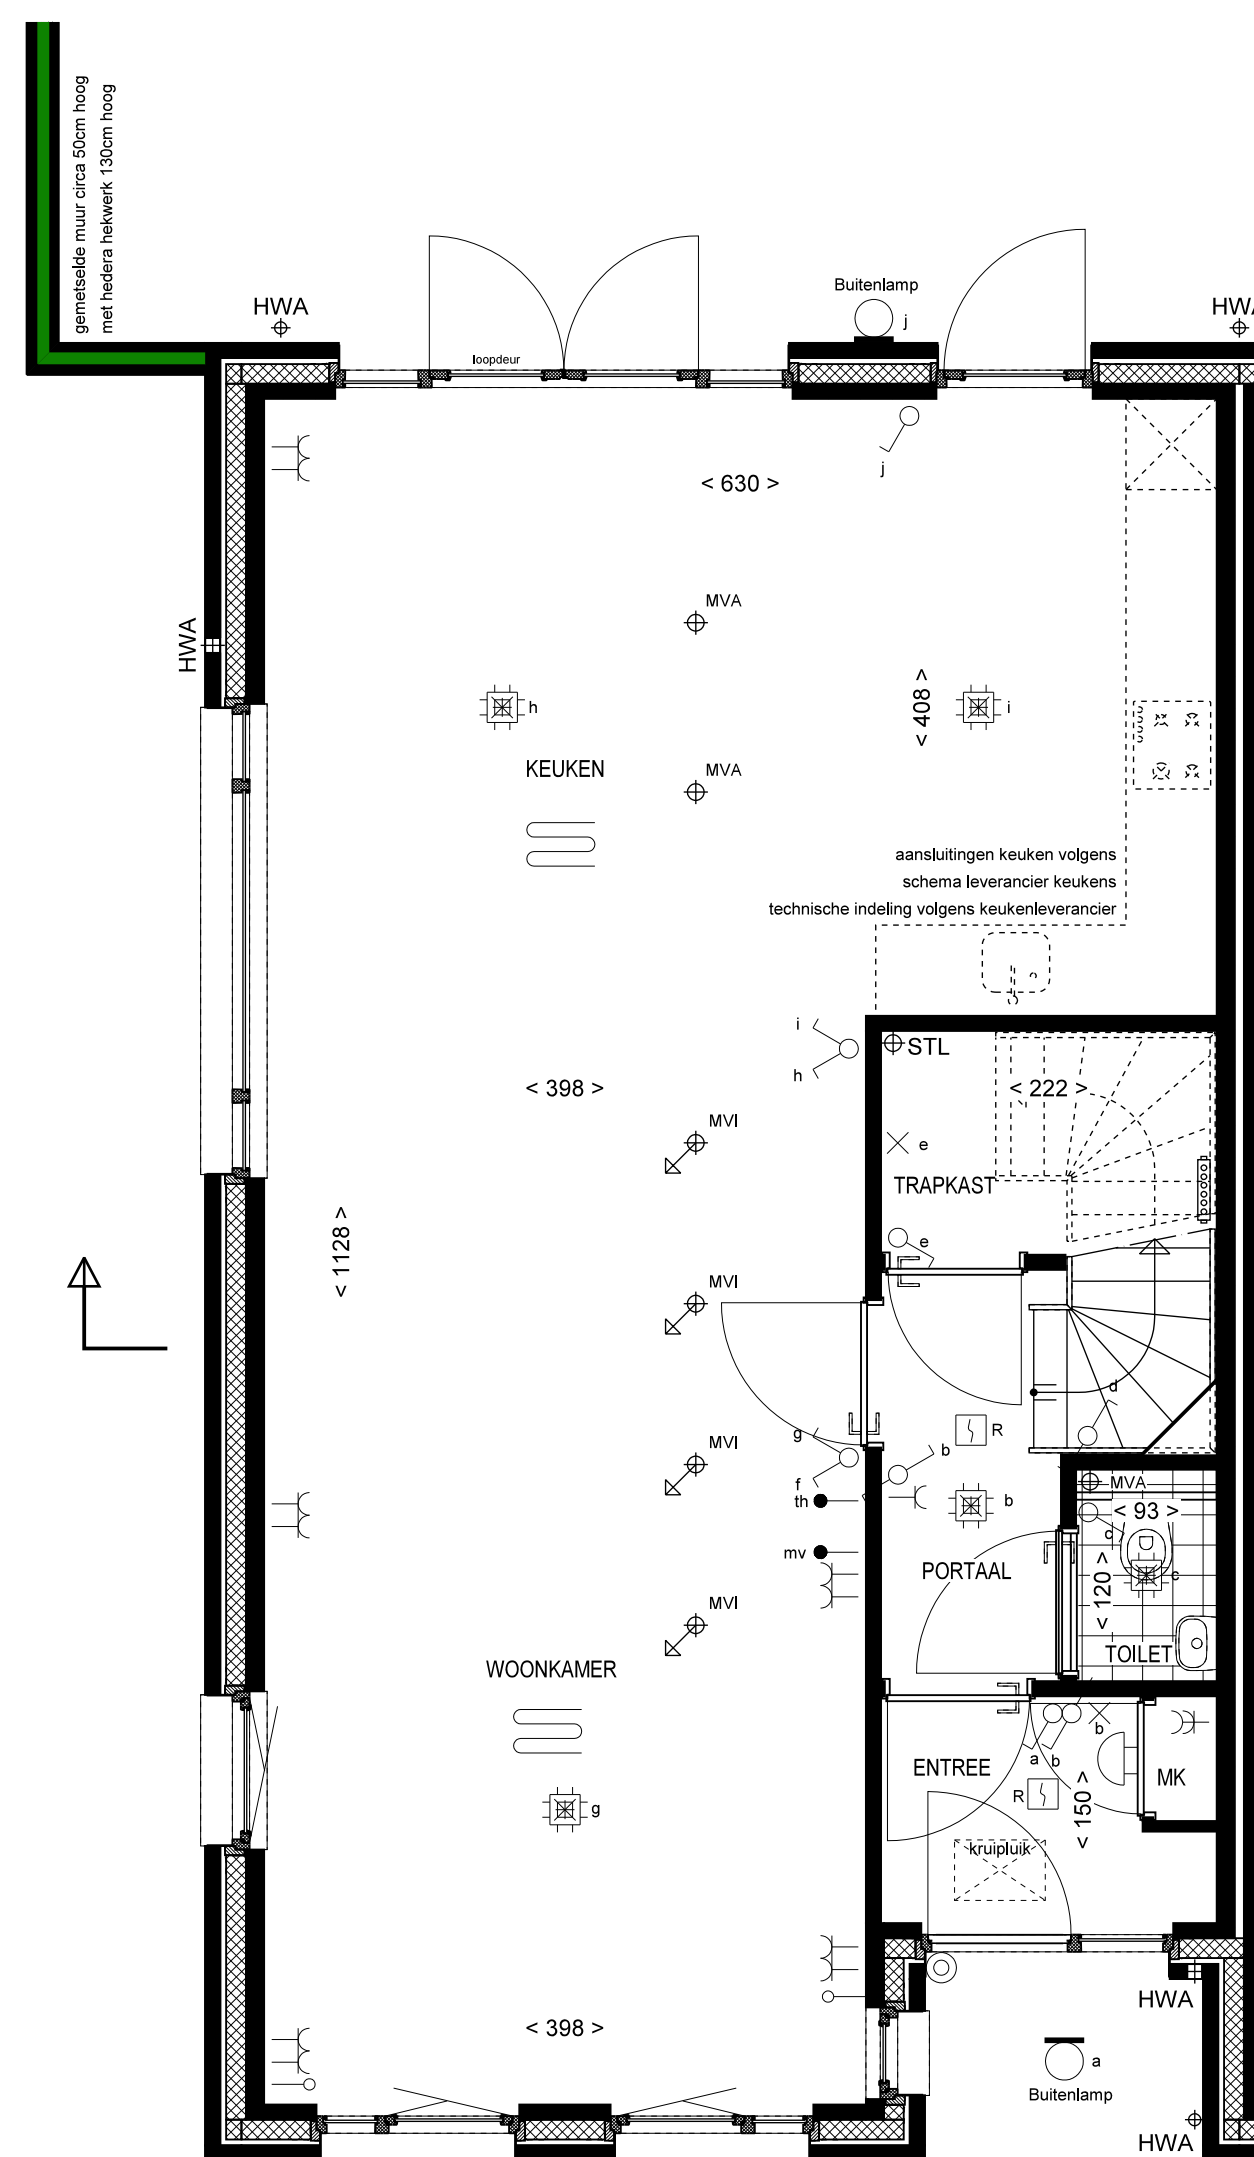 gemetselde muur circa 50cm hoog
met hedera hekwerk 130cm hoog
Buitenlamp
j
HWA
HWA
loopdeur
j
< 630 >
MVA
HWA
h
< 408 >
i
KEUKEN
MVA
aansluitingen keuken volgens
schema leverancier keukens
technische indeling volgens keukenleverancier
i
h
STL
< 398 >
< 222 >
MVI
e
TRAPKAST
< 1128 >
e
MVI
d
g
MVI
R
b
f
th
b
MVA
< 93 >
c
mv
PORTAAL
< 120 >
c
MVI
TOILET
WOONKAMER
a
b
b
ENTREE
MK
R
< 150 >
g
kruipluik
HWA
< 398 >
a
Buitenlamp
HWA